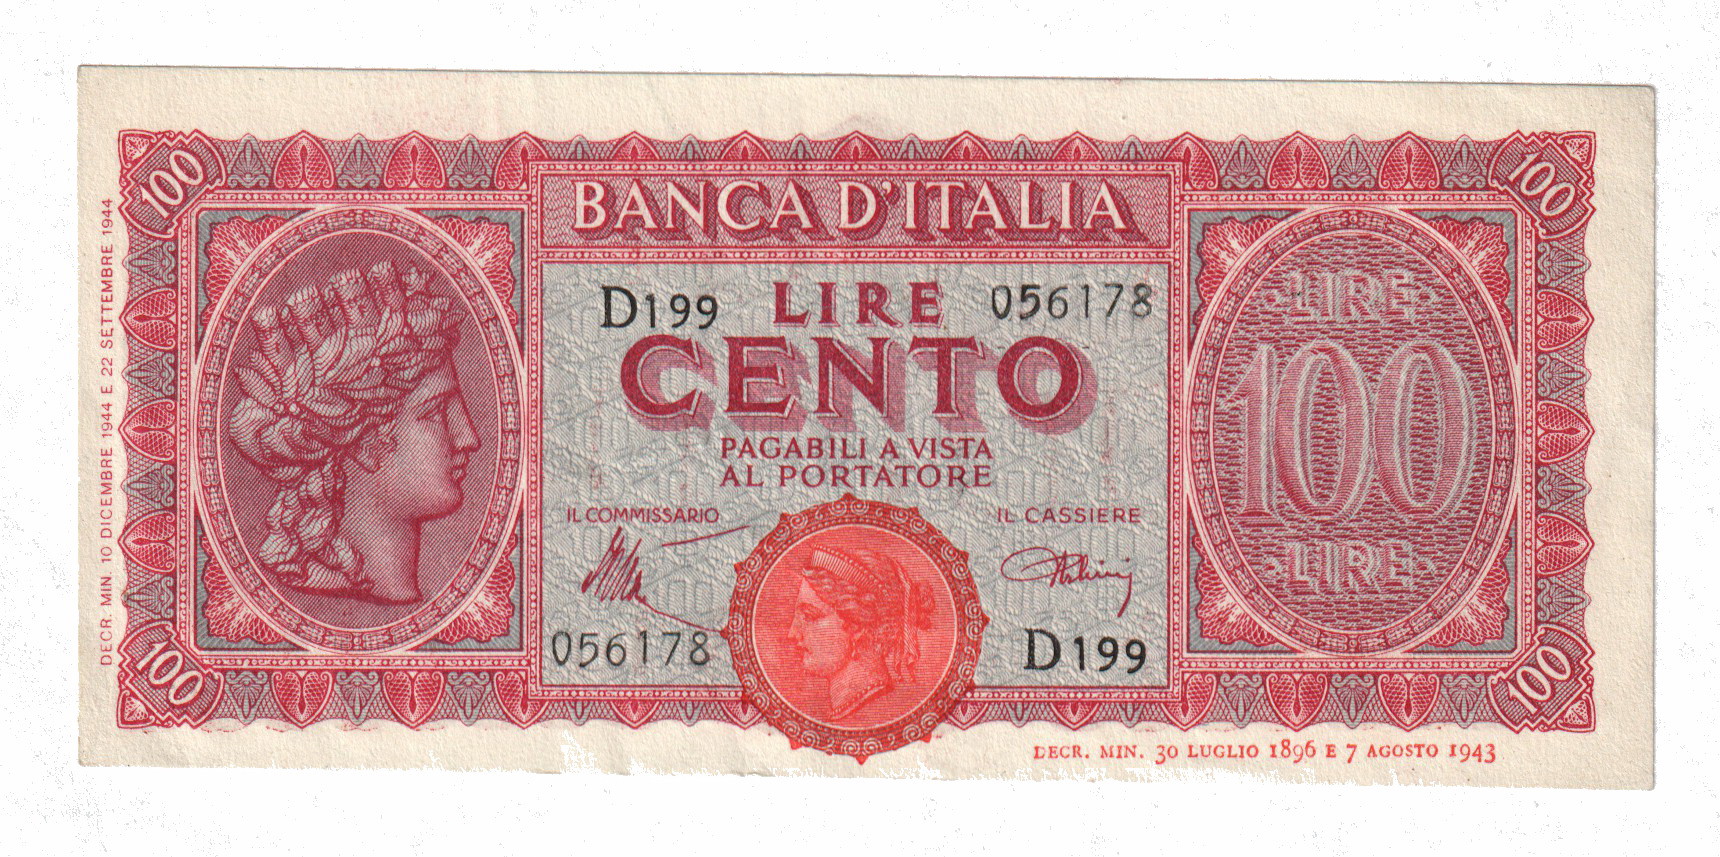 BANCA D'ITALIA
100
100
DECR. MIN. 10 DICEMBRE 1944 E 22 SETTEMBRE 1944
D199 LIRE 056178
CENTO
PAGABILI A VISTA
AL PORTATORE
LIRE
100
LIRE
IL COMMISSARIO
IL CASSIERE
056178
D199
100
100
DECR. MIN. 30 LUGLIO 1896 E 7 AGOSTO 1943